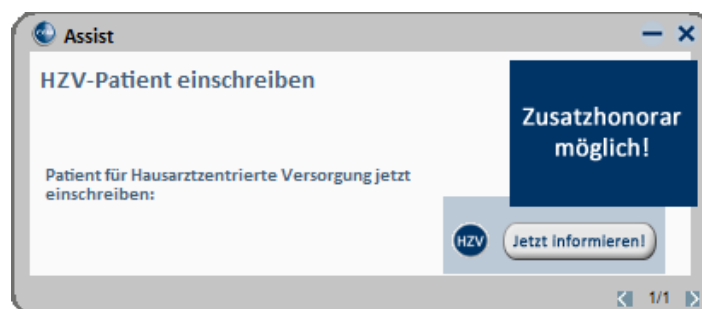 Assist
HZV-Patient einschreiben
Zusatzhonorar
möglich!
Patient für Hausarztzentrierte Versorgung jetzt
einschreiben:
HZV
Jetzt informieren!
1/1